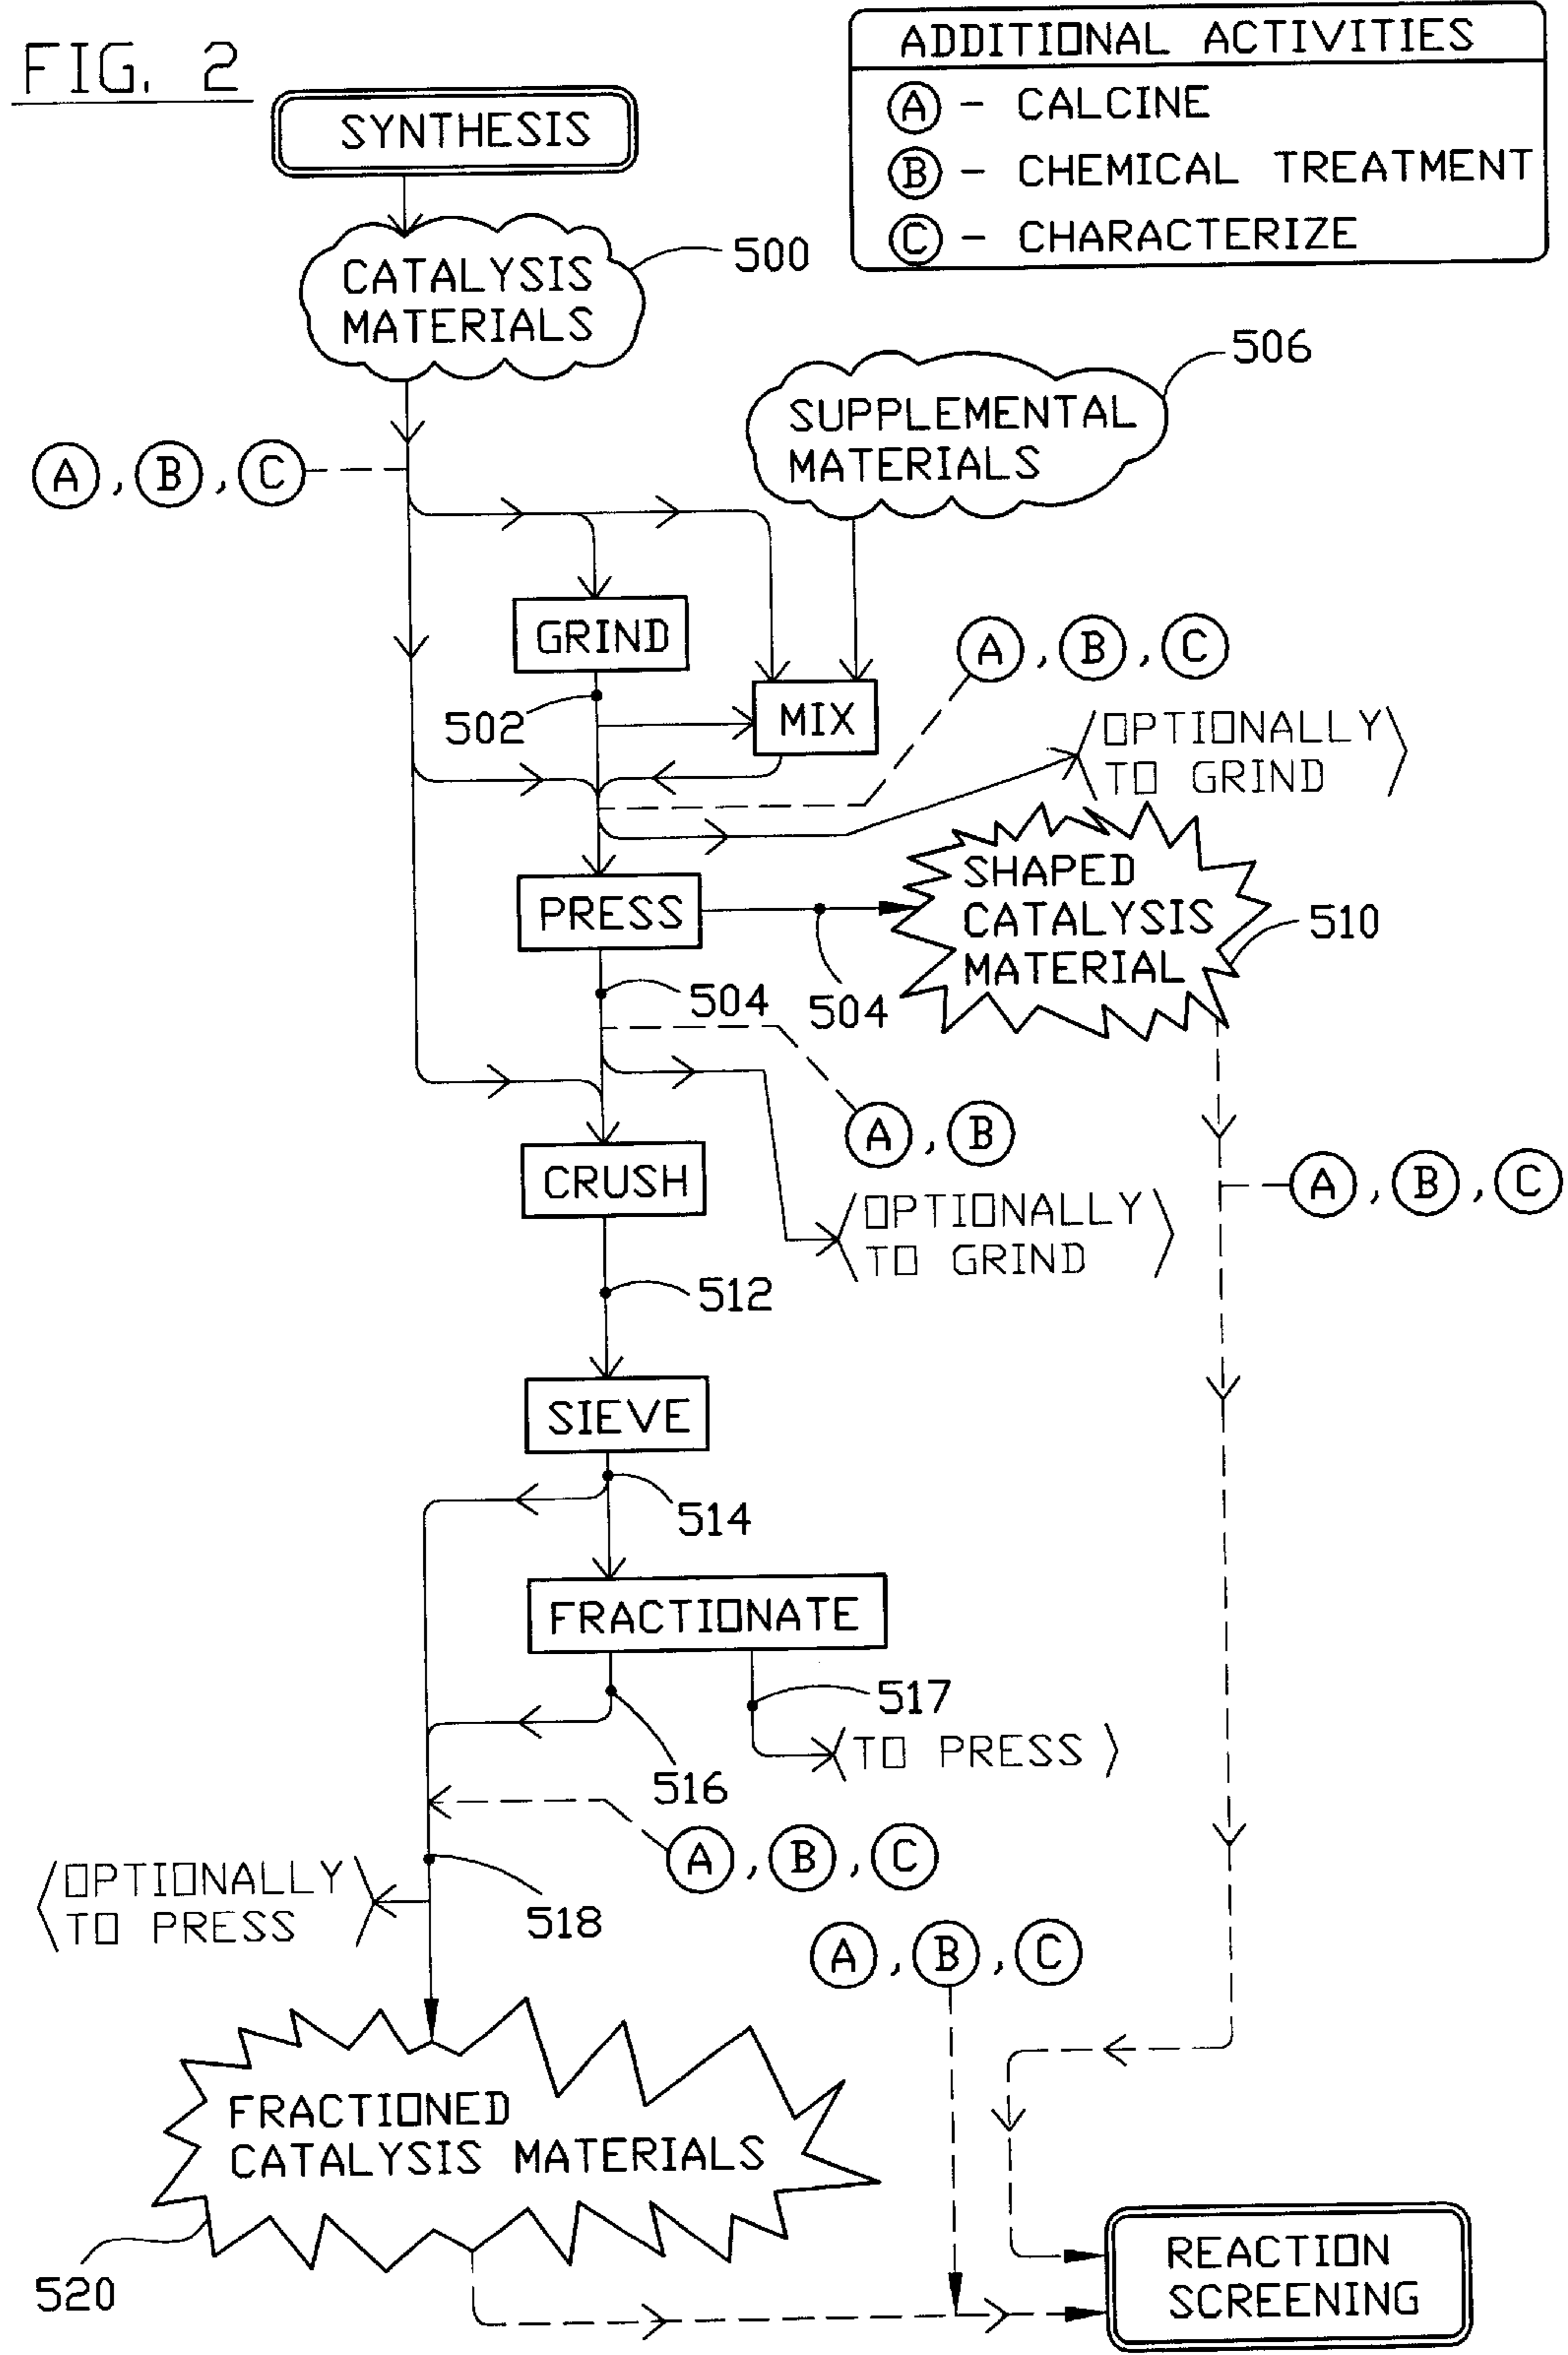 FIG. 2
ADDITIONAL ACTIVITIES
A - CALCINE
B - CHEMICAL TREATMENT
C - CHARACTERIZE
SYNTHESIS
CATALYSIS
MATERIALS
500
506
SUPPLEMENTAL
MATERIALS
A, B, C
GRIND
502
MIX
A, B, C
OPTIONALLY
TO GRIND
PRESS
504
504
SHAPED
CATALYSIS
MATERIAL
510
A, B
A, B, C
CRUSH
OPTIONALLY
TO GRIND
512
SIEVE
514
FRACTIONATE
516
517
TO PRESS
A, B, C
OPTIONALLY
TO PRESS
518
A, B, C
FRACTIONED
CATALYSIS MATERIALS
520
REACTION
SCREENING